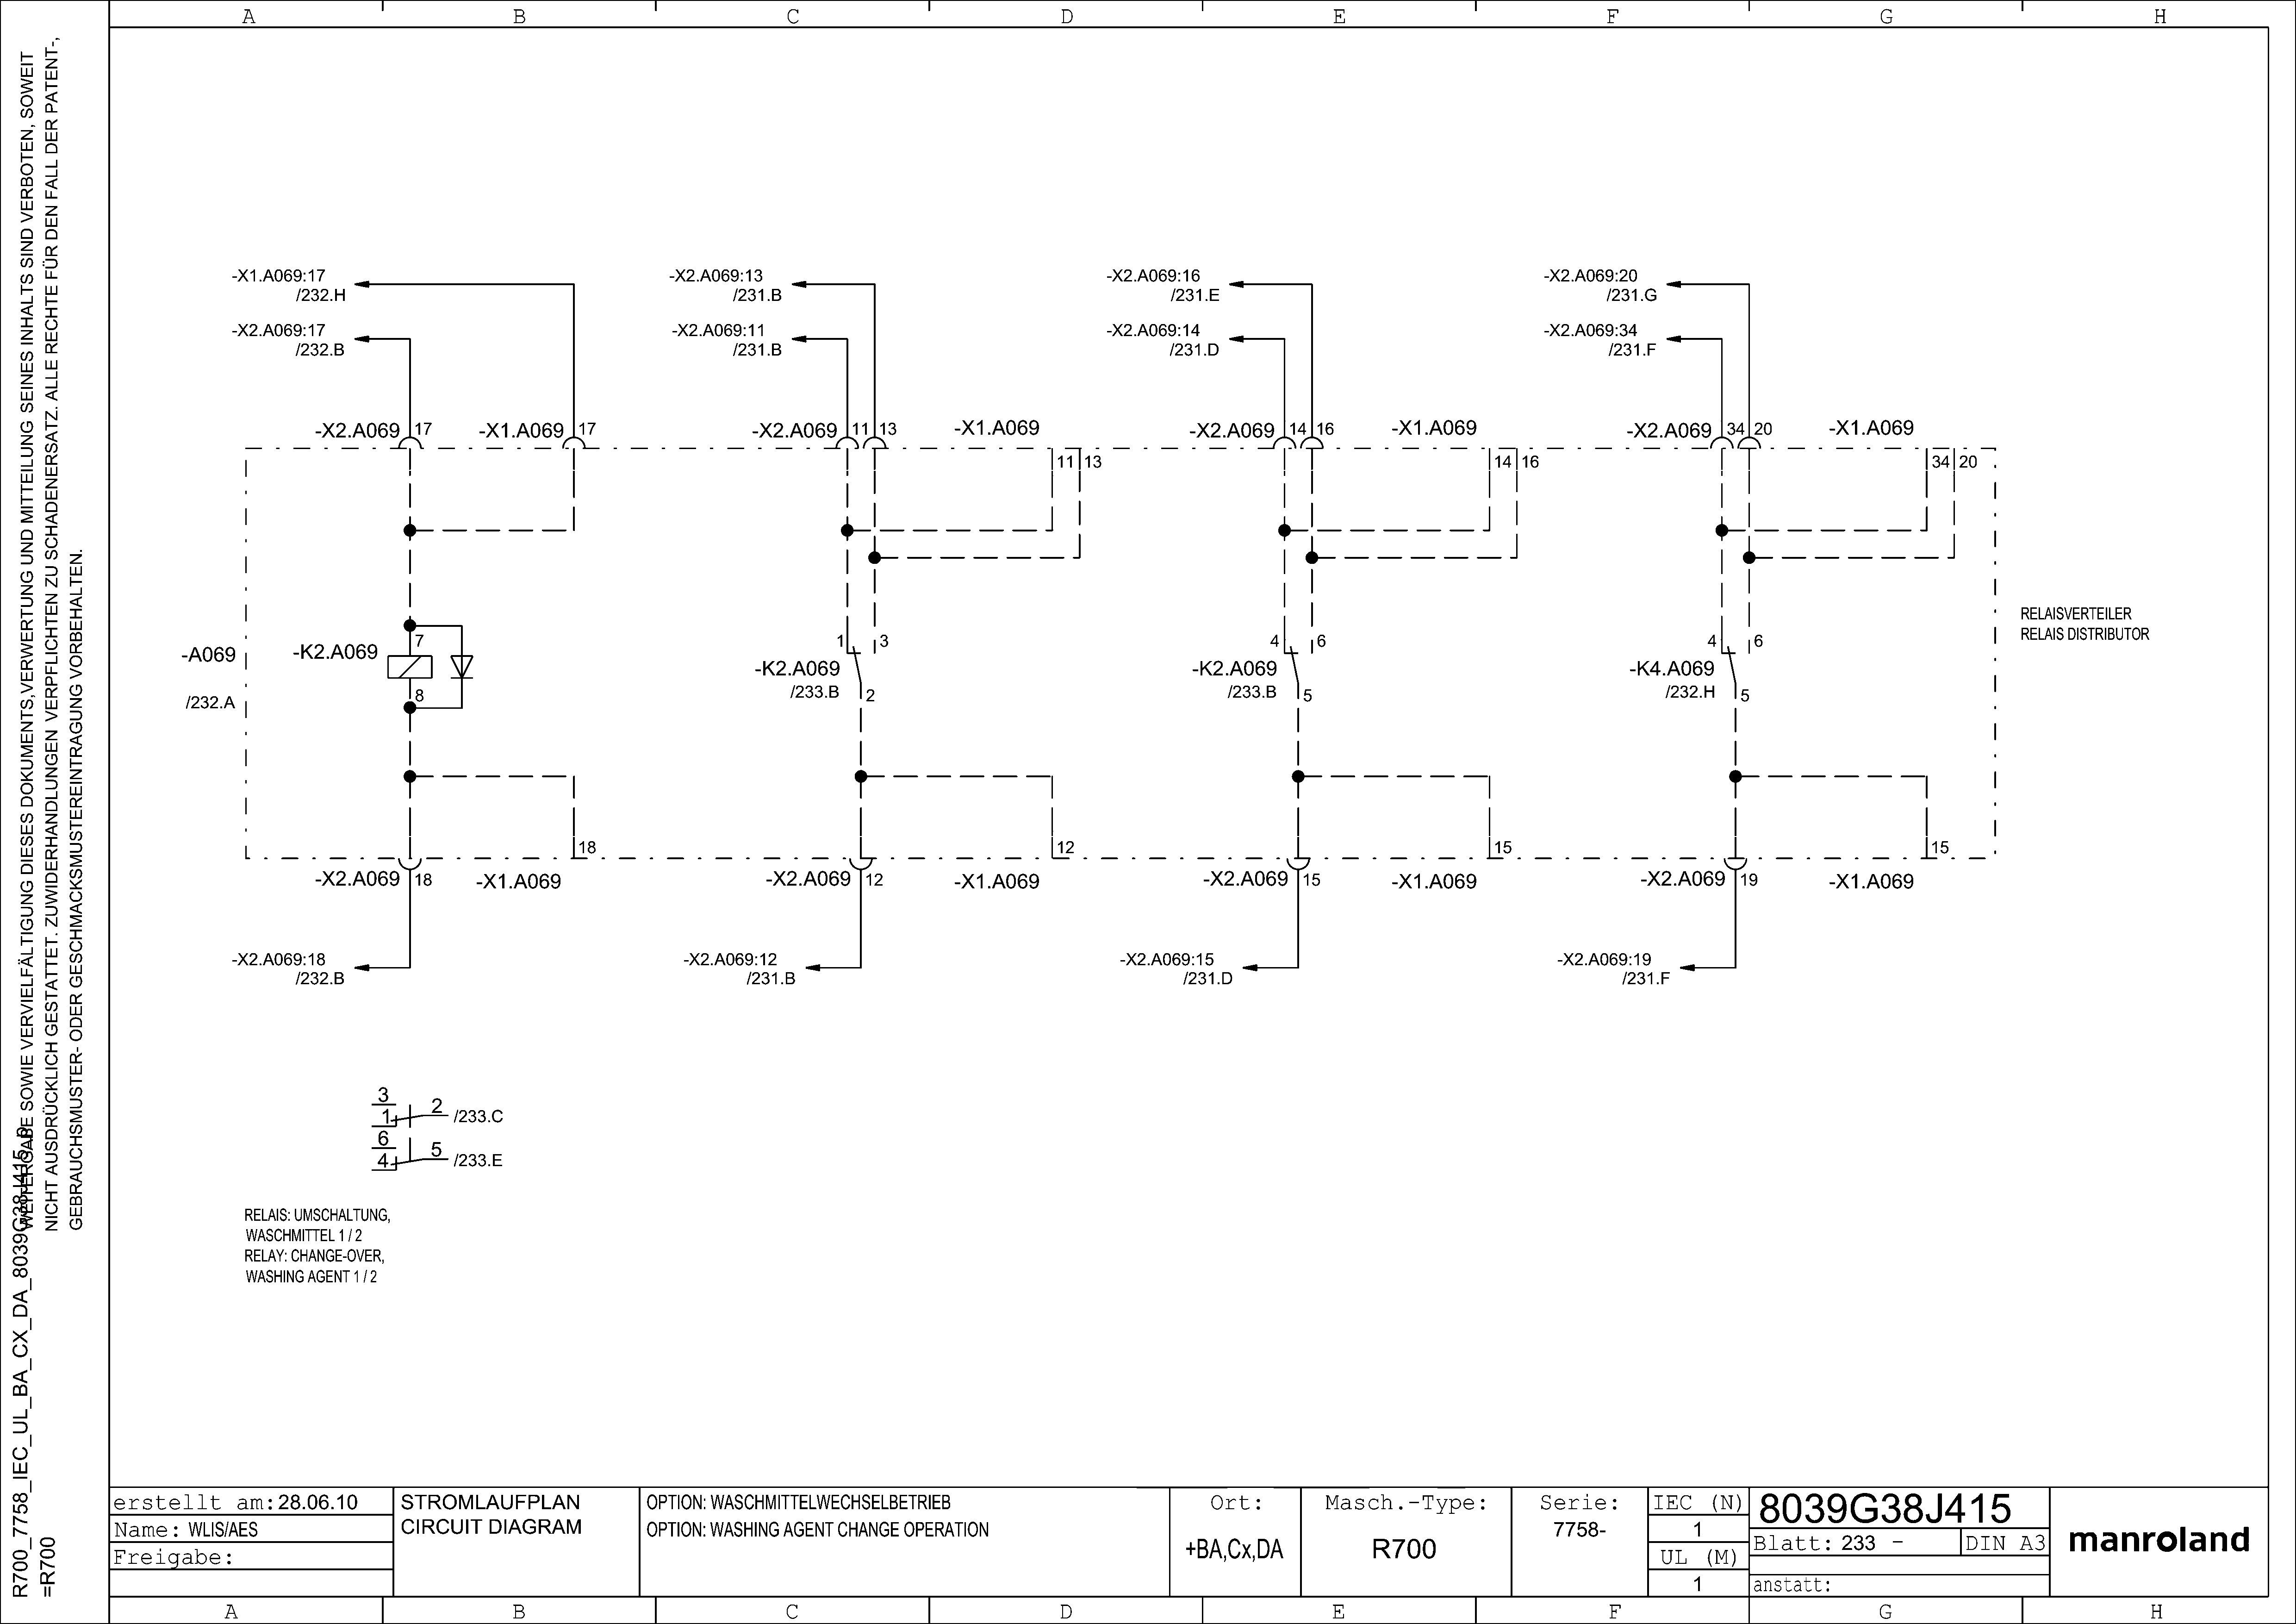 A B C D E F G H
WEITERGABE SOWIE VERVIELFÄLTIGUNG DIESES DOKUMENTS,VERWERTUNG UND MITTEILUNG SEINES INHALTS SIND VERBOTEN, SOWEIT
NICHT AUSDRÜCKLICH GESTATTET. ZUWIDERHANDLUNGEN VERPFLICHTEN ZU SCHADENERSATZ. ALLE RECHTE FÜR DEN FALL DER PATENT-,
GEBRAUCHSMUSTER- ODER GESCHMACKSMUSTEREINTRAGUNG VORBEHALTEN.
R700_7758_IEC_UL_BA_CX_DA_8039G38J415_D
=R700
-X1.A069:17 -X2.A069:13 -X2.A069:16 -X2.A069:20
/232.H /231.B /231.E /231.G
-X2.A069:17 -X2.A069:11 -X2.A069:14 -X2.A069:34
/232.B /231.B /231.D /231.F
-X2.A069 17 -X1.A069 17 -X2.A069 11 13 -X1.A069 -X2.A069 14 16 -X1.A069 -X2.A069 34 20 -X1.A069
11 13 14 16 34 20
RELAISVERTEILER
RELAIS DISTRIBUTOR
7 1 3 4 6 4 6
-A069 -K2.A069 -K2.A069 -K2.A069 -K4.A069
/232.A 8 /233.B 2 /233.B 5 /232.H 5
18 12 15 15
-X2.A069 18 -X1.A069 -X2.A069 12 -X1.A069 -X2.A069 15 -X1.A069 -X2.A069 19 -X1.A069
-X2.A069:18 -X2.A069:12 -X2.A069:15 -X2.A069:19
/232.B /231.B /231.D /231.F
3
1 2 /233.C
6
4 5 /233.E
RELAIS: UMSCHALTUNG,
WASCHMITTEL 1 / 2
RELAY: CHANGE-OVER,
WASHING AGENT 1 / 2
erstellt am: 28.06.10
Name: WLIS/AES
Freigabe:
STROMLAUFPLAN
CIRCUIT DIAGRAM
OPTION: WASCHMITTELWECHSELBETRIEB
OPTION: WASHING AGENT CHANGE OPERATION
Ort:
+BA,Cx,DA
Masch.-Type:
R700
Serie:
7758-
IEC (N)
1
UL (M)
1
8039G38J415
Blatt: 233 - DIN A3
anstatt:
manroland
A B C D E F G H